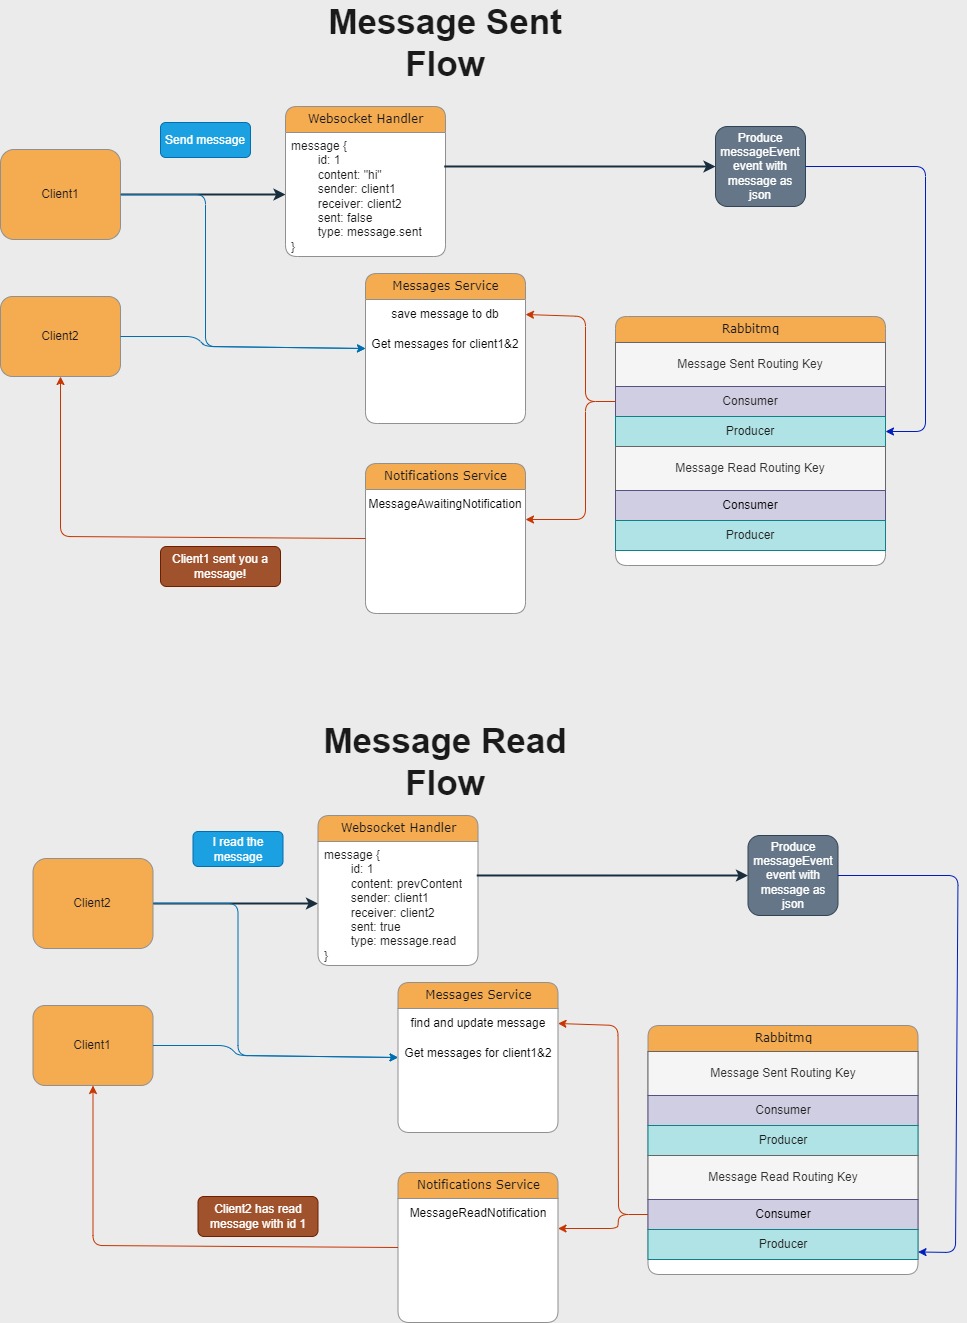 Message Sent
Flow
Send message
Websocket Handler
message {
id: 1
content: "hi"
sender: client1
receiver: client2
sent: false
type: message.sent
}
Produce
messageEvent
event with
message as
json
Client1
Client2
Messages Service
save message to db
Get messages for client1&2
Rabbitmq
Message Sent Routing Key
Consumer
Producer
Message Read Routing Key
Consumer
Producer
Notifications Service
MessageAwaitingNotification
Client1 sent you a
message!
Message Read
Flow
I read the
message
Websocket Handler
message {
id: 1
content: prevContent
sender: client1
receiver: client2
sent: true
type: message.read
}
Produce
messageEvent
event with
message as
json
Client2
Client1
Messages Service
find and update message
Get messages for client1&2
Rabbitmq
Message Sent Routing Key
Consumer
Producer
Message Read Routing Key
Consumer
Producer
Notifications Service
MessageReadNotification
Client2 has read
message with id 1